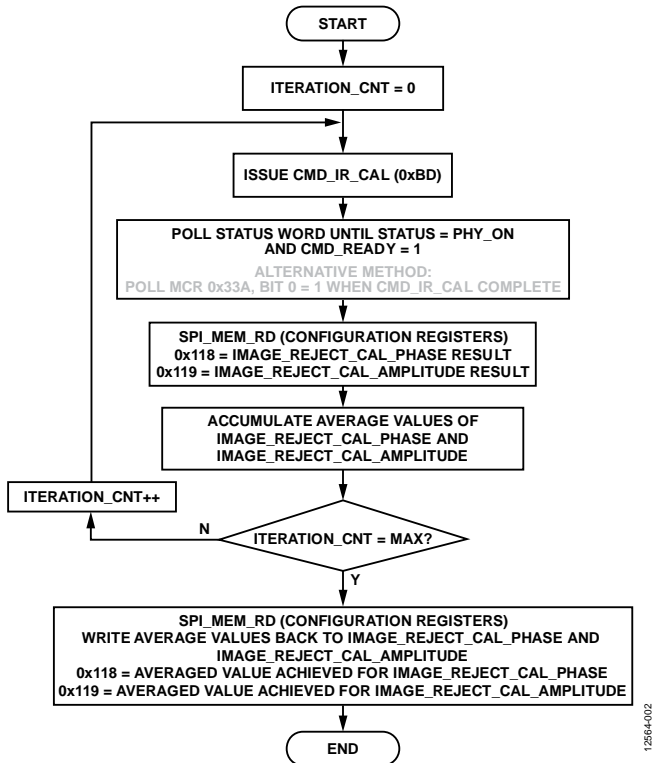 START
ITERATION_CNT = 0
ISSUE CMD_IR_CAL (0xBD)
POLL STATUS WORD UNTIL STATUS = PHY_ON
AND CMD_READY = 1
ALTERNATIVE METHOD:
POLL MCR 0x33A, BIT 0 = 1 WHEN CMD_IR_CAL COMPLETE
SPI_MEM_RD (CONFIGURATION REGISTERS)
0x118 = IMAGE_REJECT_CAL_PHASE RESULT
0x119 = IMAGE_REJECT_CAL_AMPLITUDE RESULT
ACCUMULATE AVERAGE VALUES OF
IMAGE_REJECT_CAL_PHASE AND
IMAGE_REJECT_CAL_AMPLITUDE
ITERATION_CNT++
N
ITERATION_CNT = MAX?
Y
SPI_MEM_RD (CONFIGURATION REGISTERS)
WRITE AVERAGE VALUES BACK TO IMAGE_REJECT_CAL_PHASE AND
IMAGE_REJECT_CAL_AMPLITUDE
0x118 = AVERAGED VALUE ACHIEVED FOR IMAGE_REJECT_CAL_PHASE
0x119 = AVERAGED VALUE ACHIEVED FOR IMAGE_REJECT_CAL_AMPLITUDE
END
12564-002